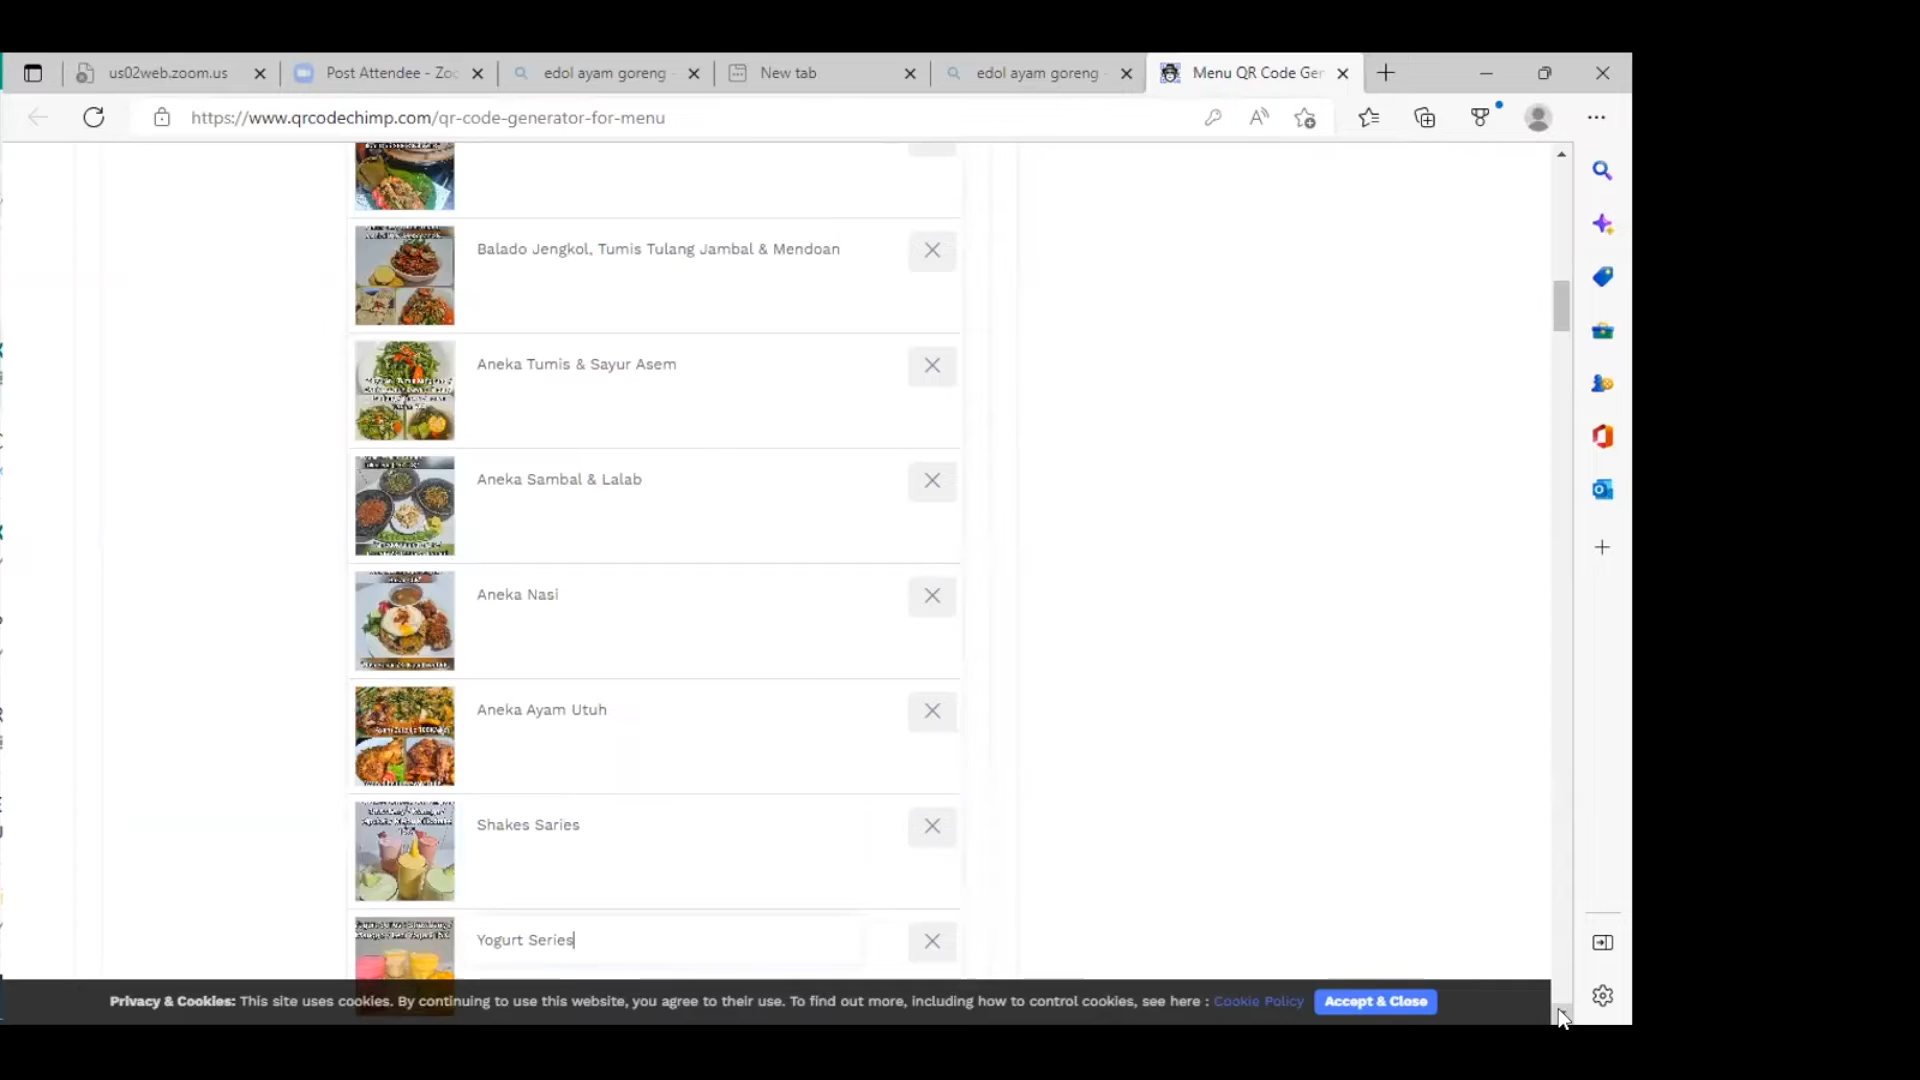 us02web.zoom.us
Post Attendee - Zoo
edol ayam goreng -
New tab
edol ayam goreng -
Menu QR Code Ger
https://www.qrcodechimp.com/qr-code-generator-for-menu
Balado Jengkol, Tumis Tulang Jambal & Mendoan
Aneka Tumis & Sayur Asem
Aneka Sambal & Lalab
Aneka Nasi
Aneka Ayam Utuh
Shakes Saries
Yogurt Series
Privacy & Cookies: This site uses cookies. By continuing to use this website, you agree to their use. To find out more, including how to control cookies, see here : Cookie Policy
Accept & Close